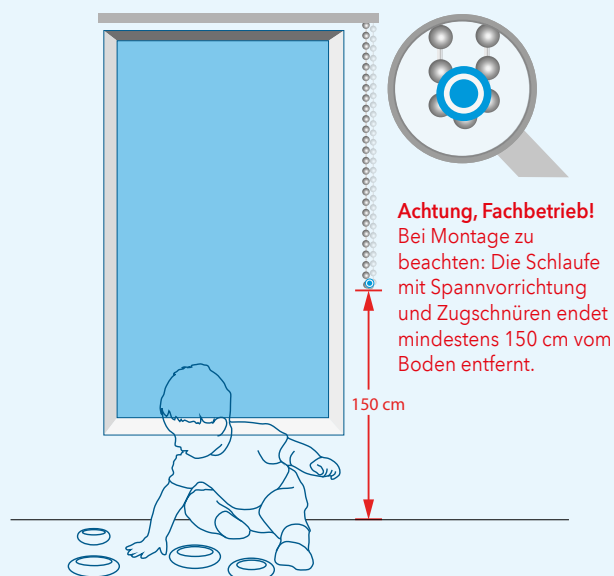 Achtung, Fachbetrieb!
Bei Montage zu
beachten: Die Schlaufe
mit Spannvorrichtung
und Zugschnüren endet
mindestens 150 cm vom
Boden entfernt.
150 cm